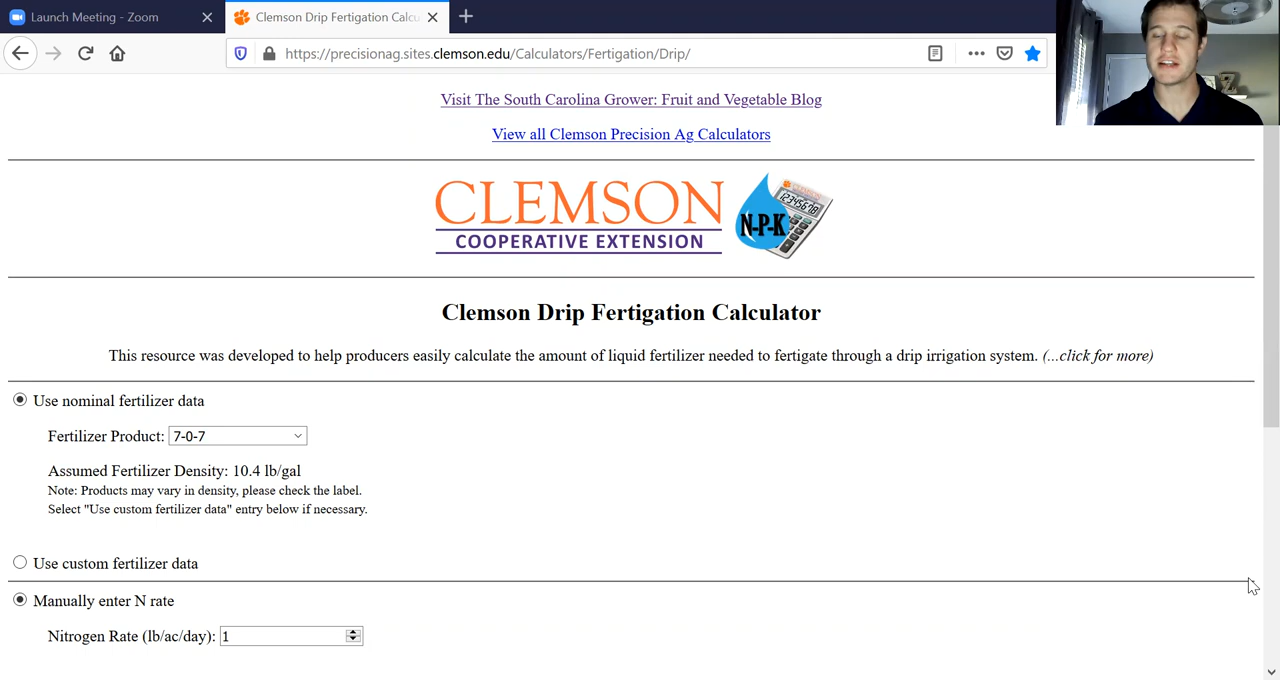 Launch Meeting - Zoom
Clemson Drip Fertigation Calcu
https://precisionag.sites.clemson.edu/Calculators/Fertigation/Drip/
Visit The South Carolina Grower: Fruit and Vegetable Blog
View all Clemson Precision Ag Calculators
CLEMSON
COOPERATIVE EXTENSION
N-P-K
12345678
Clemson Drip Fertigation Calculator
This resource was developed to help producers easily calculate the amount of liquid fertilizer needed to fertigate through a drip irrigation system. (...click for more)
Use nominal fertilizer data
Fertilizer Product: 7-0-7
Assumed Fertilizer Density: 10.4 lb/gal
Note: Products may vary in density, please check the label.
Select "Use custom fertilizer data" entry below if necessary.
Use custom fertilizer data
Manually enter N rate
Nitrogen Rate (lb/ac/day): 1